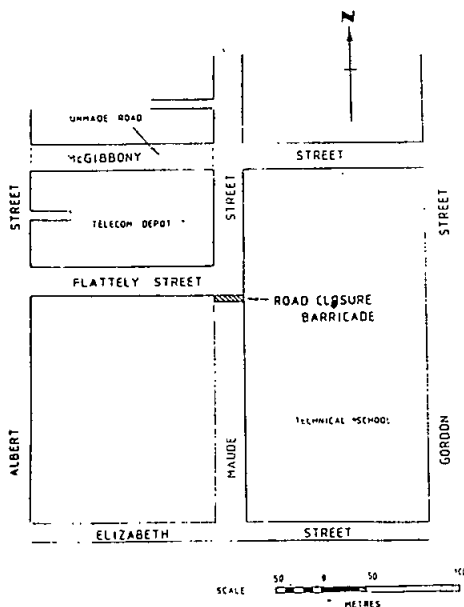 Z
UNMADE ROAD
McGIBBONY STREET
STREET
STREET
STREET
TELECOM DEPOT
FLATTELY STREET
ROAD CLOSURE
BARRICADE
TECHNICAL SCHOOL
ALBERT
MAUDE
GORDON
ELIZABETH STREET
SCALE 50 0 50
METRES